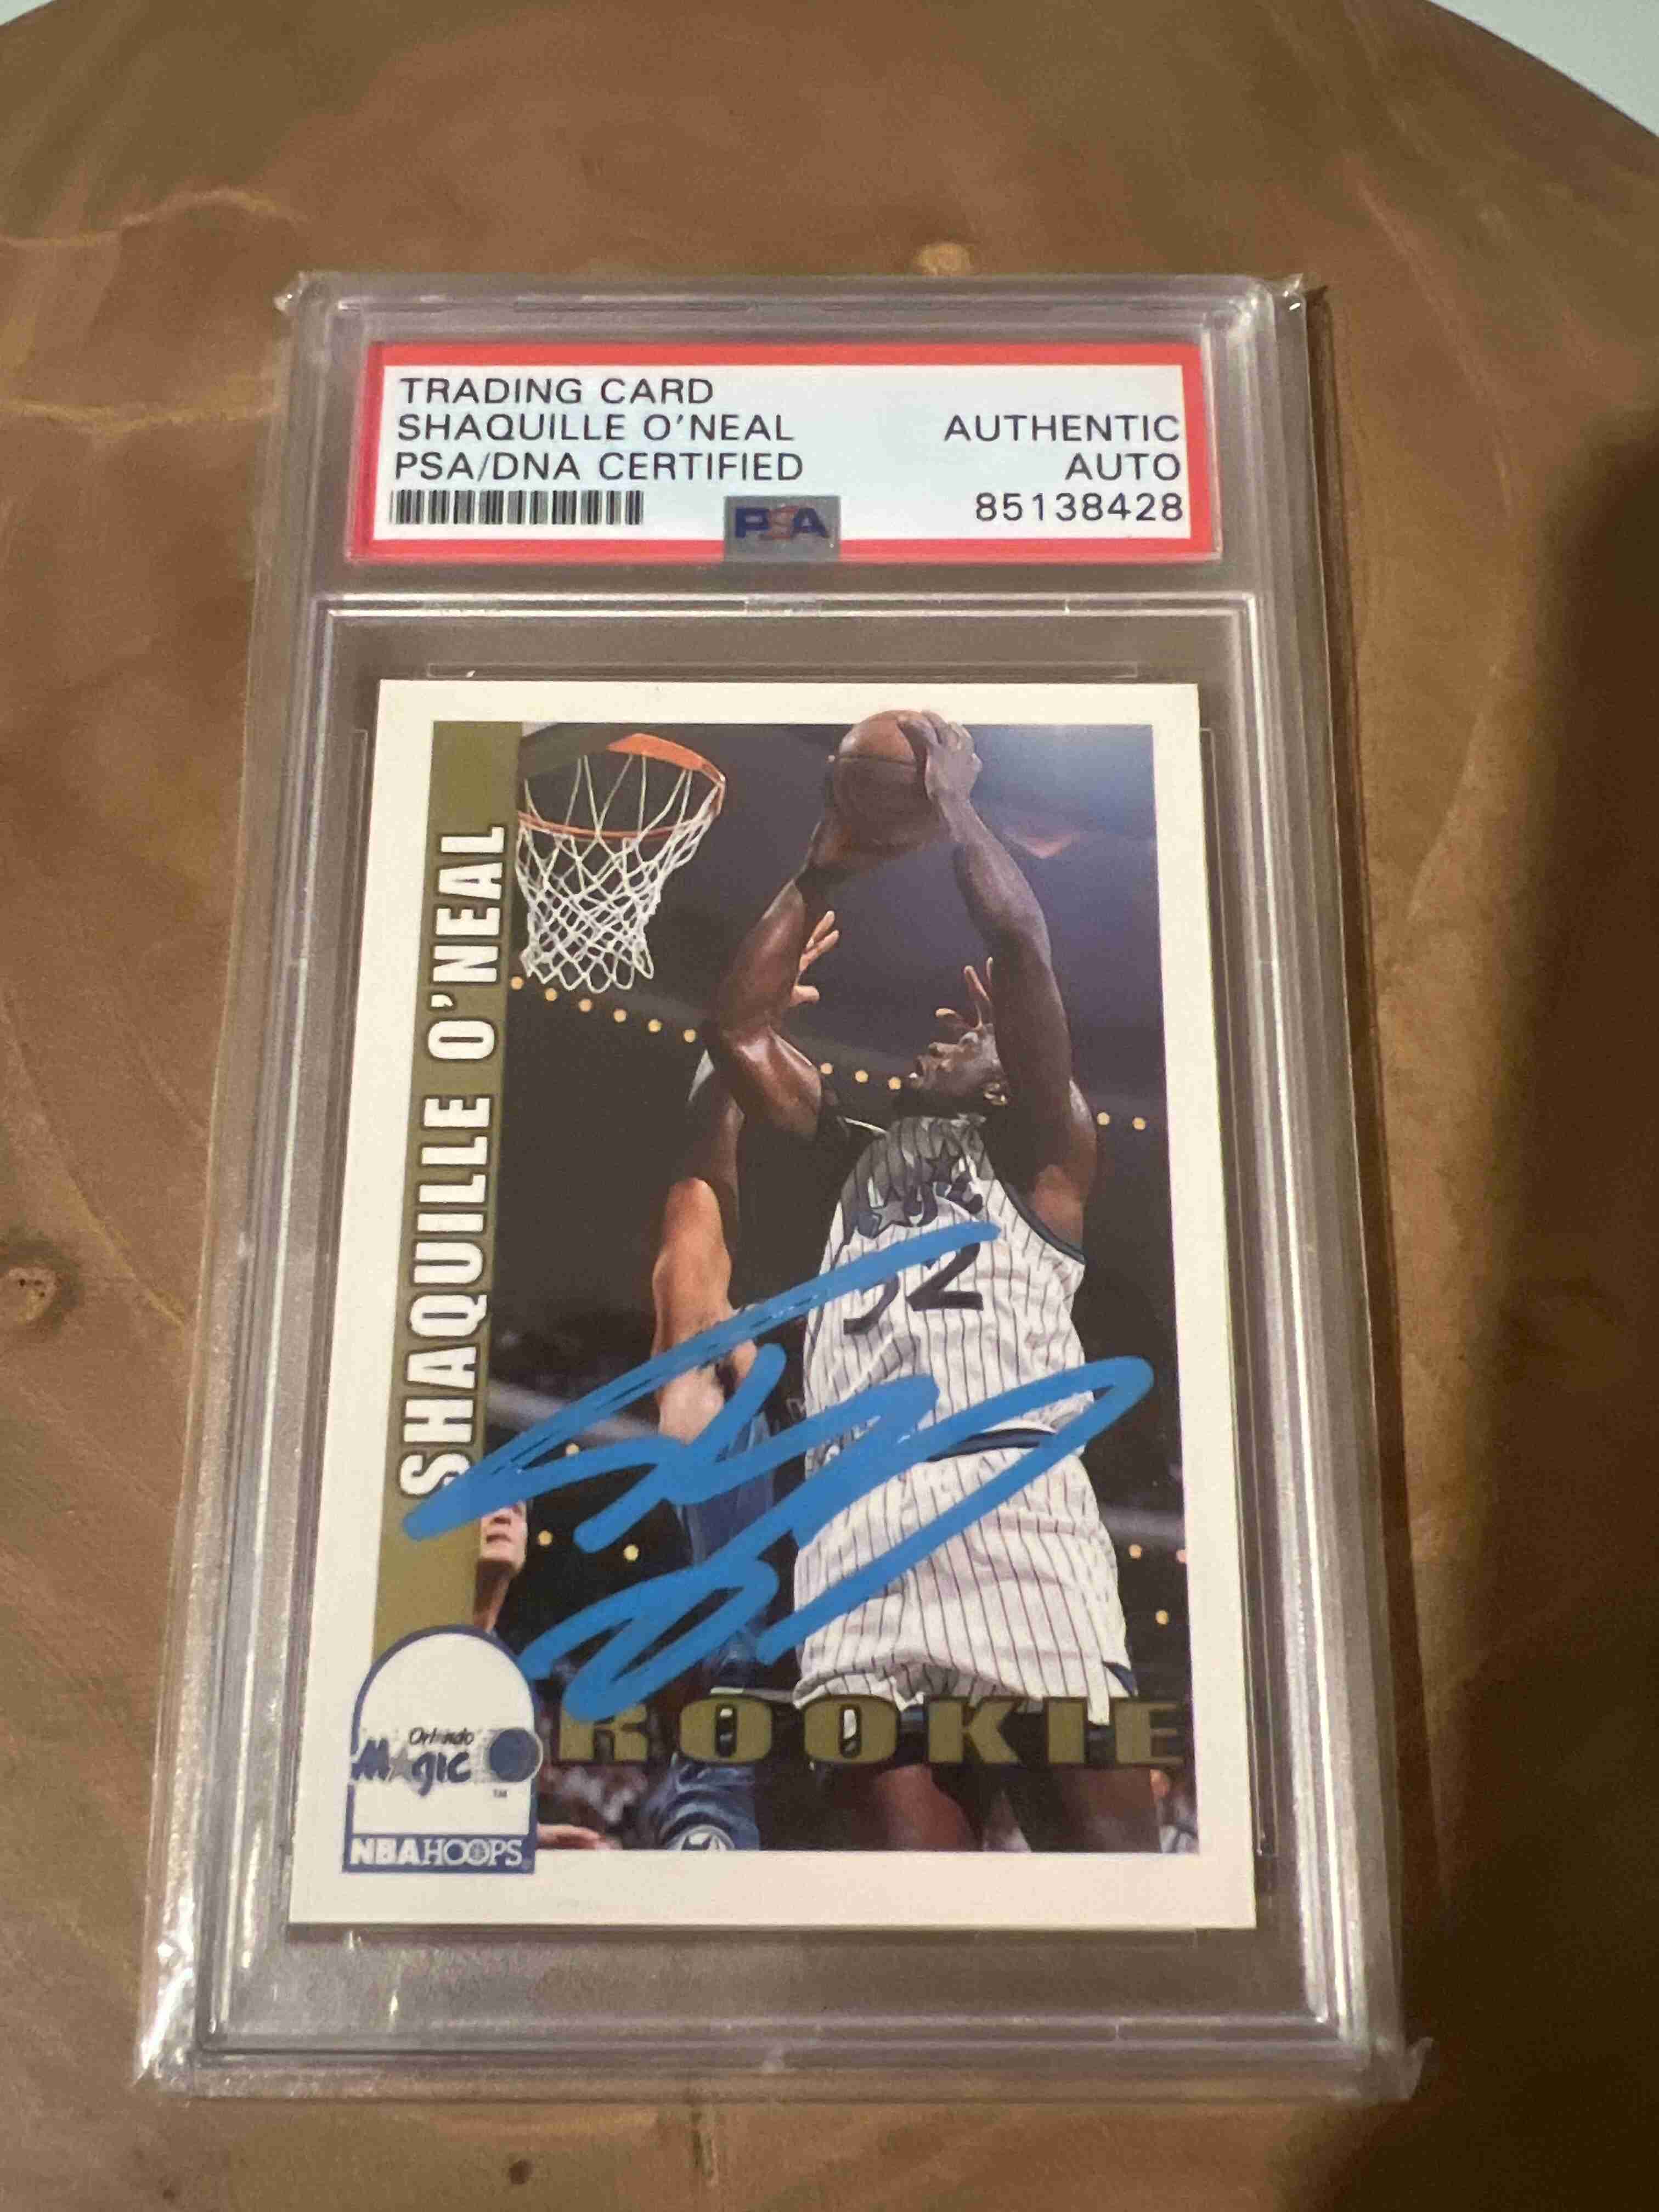 TRADING CARD
SHAQUILLE O'NEAL AUTHENTIC
PSA/DNA CERTIFIED AUTO
PSA 85138428
SHAQUILLE O'NEAL
32
ROOKIE
Orlando
Magic
TM
NBA HOOPS